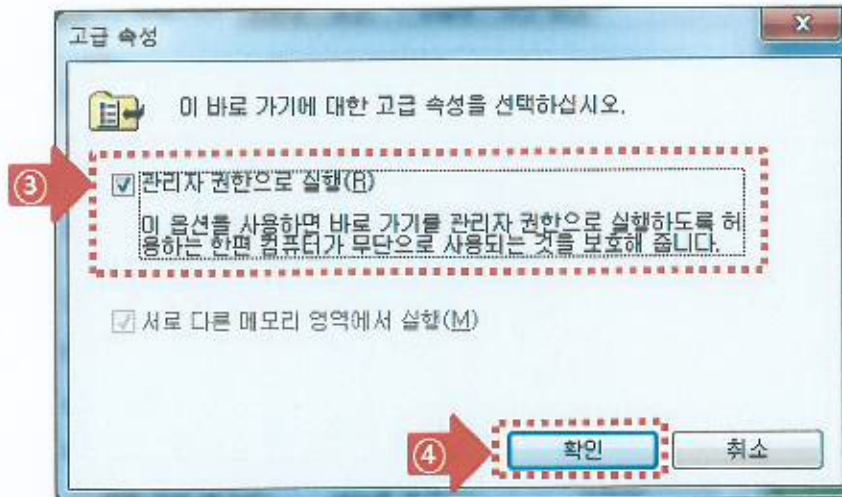 고급 속성
x
이 바로 가기에 대한 고급 속성을 선택하십시오.
③
관리자 권한으로 실행(R)
이 옵션을 사용하면 바로 가기를 관리자 권한으로 실행하도록 허
용하는 한편 컴퓨터가 무단으로 사용되는 것을 보호해 줍니다.
서로 다른 메모리 영역에서 실행(M)
④
확인
취소